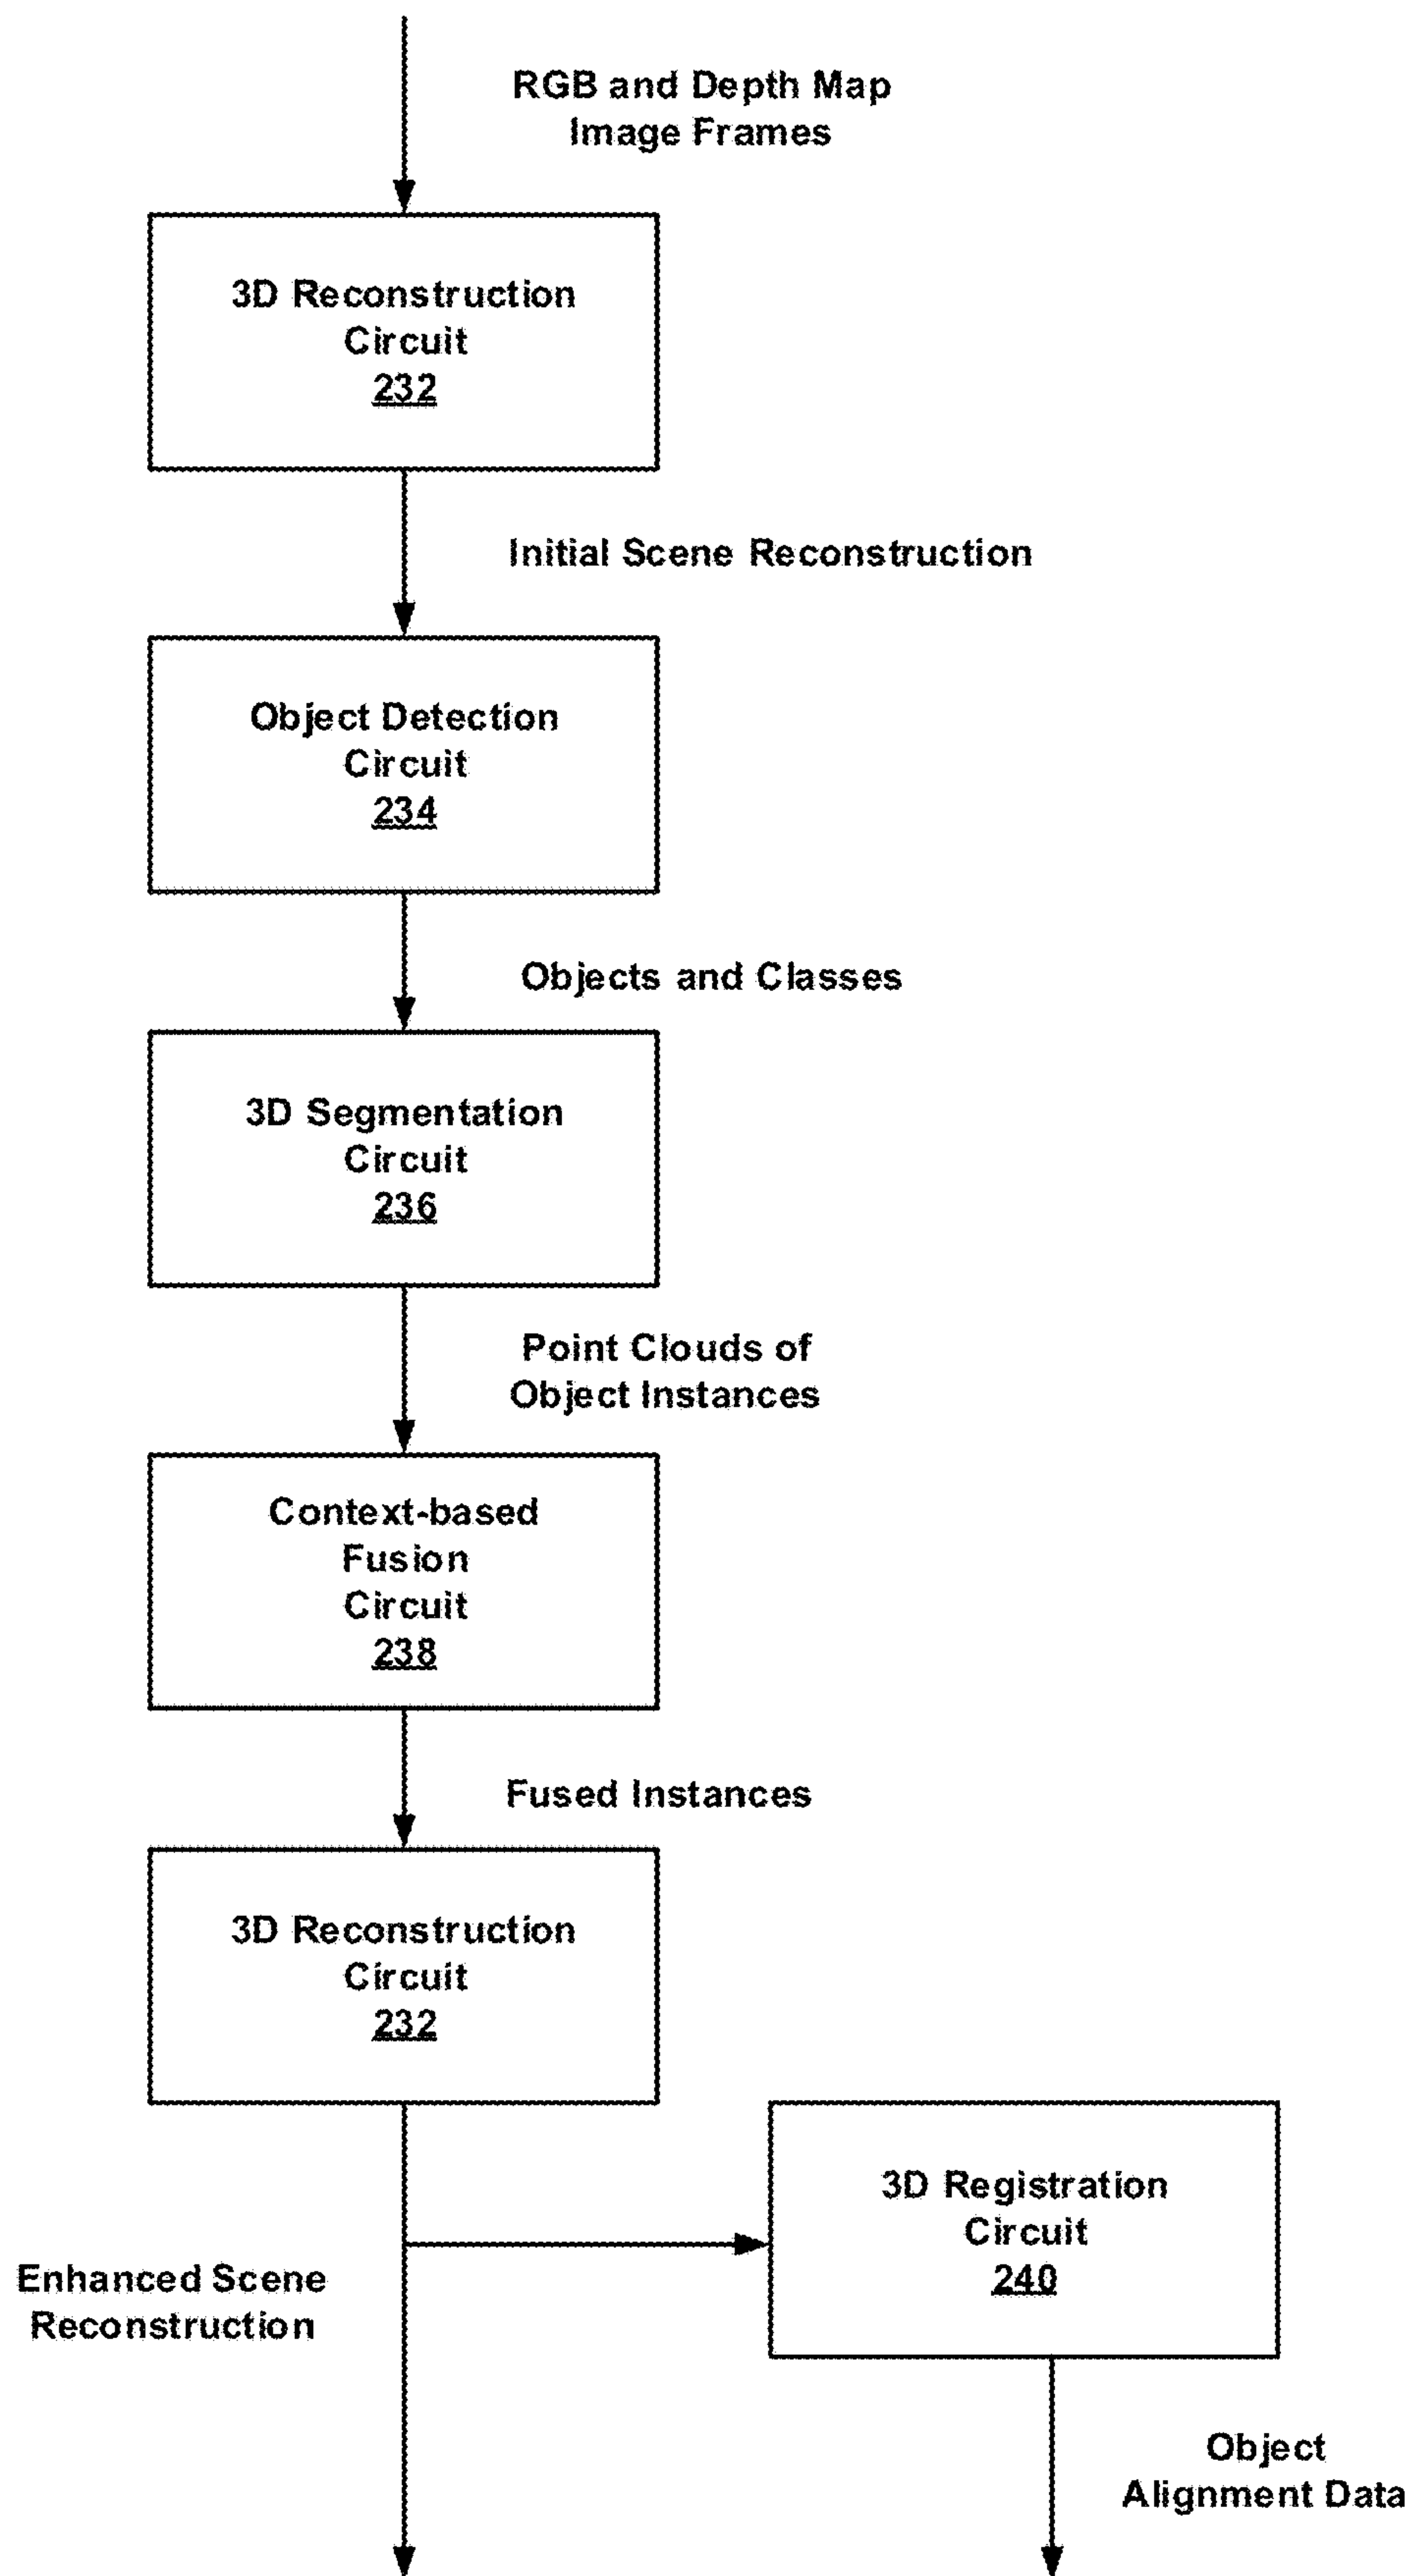 RGB and Depth Map
Image Frames
3D Reconstruction
Circuit
232
Initial Scene Reconstruction
Object Detection
Circuit
234
Objects and Classes
3D Segmentation
Circuit
236
Point Clouds of
Object Instances
Context-based
Fusion
Circuit
238
Fused Instances
3D Reconstruction
Circuit
232
3D Registration
Circuit
240
Enhanced Scene
Reconstruction
Object
Alignment Data